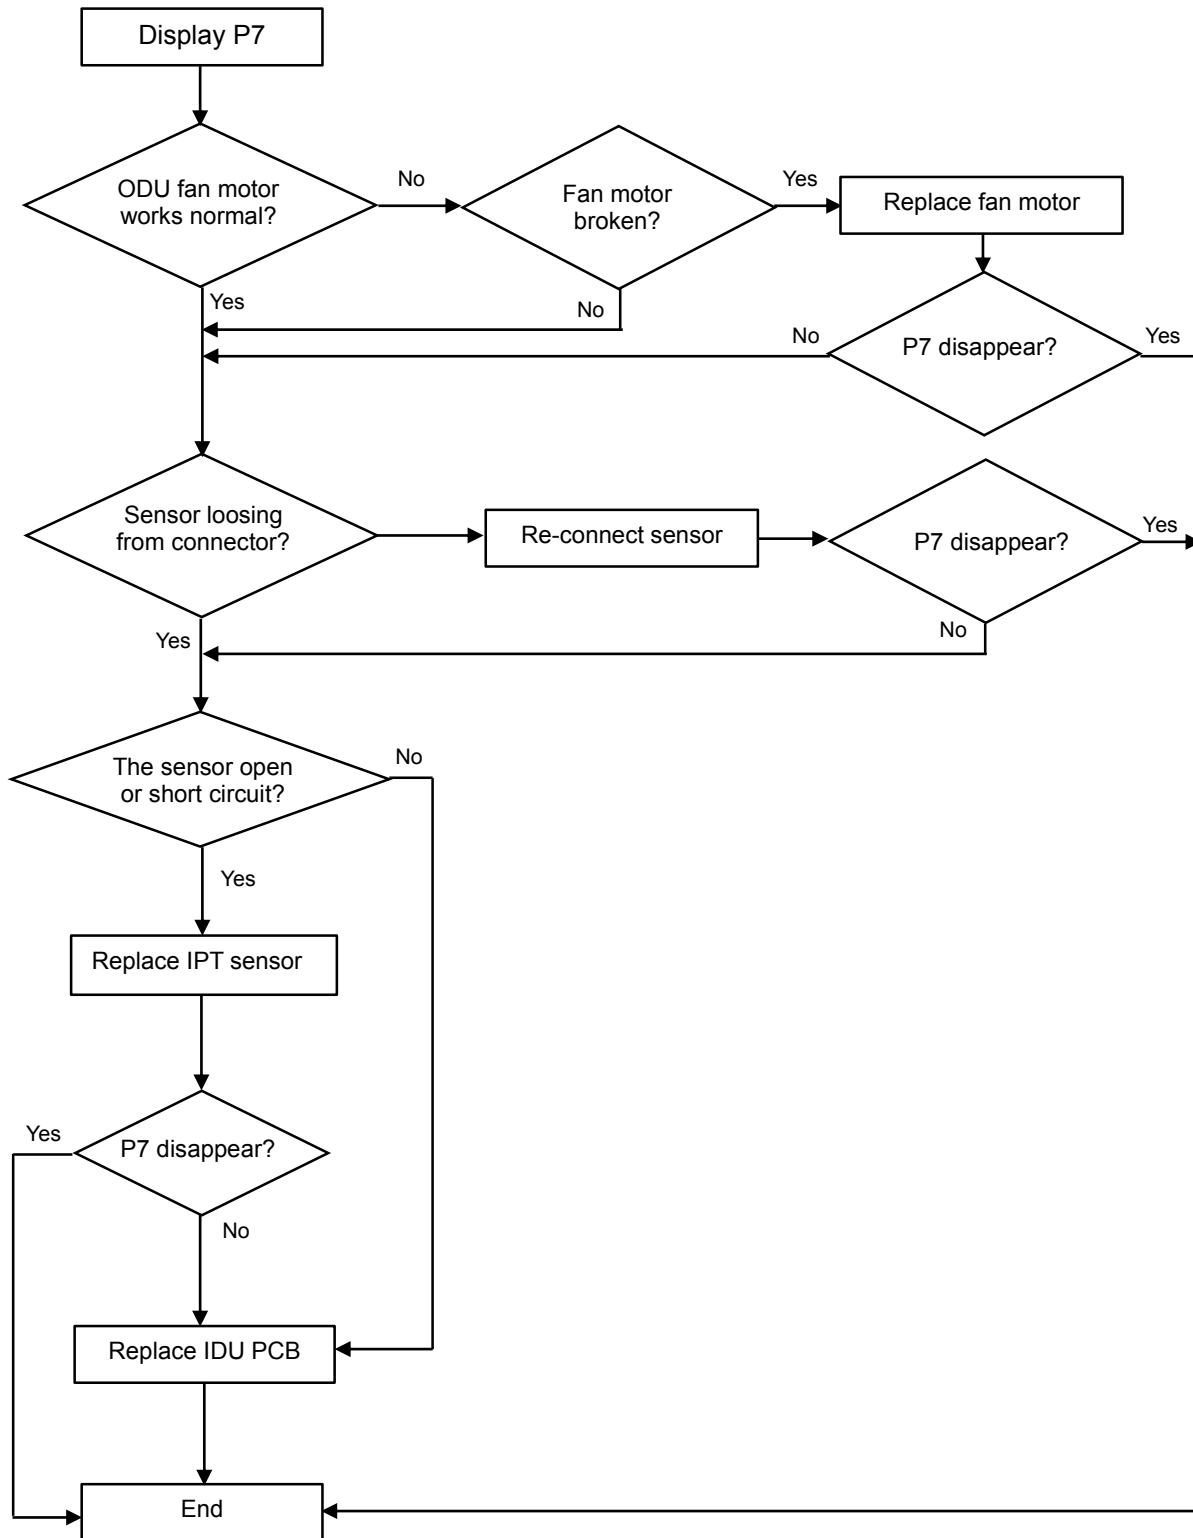 Display P7
ODU fan motor
works normal?
No
Fan motor
broken?
Yes
Replace fan motor
Yes
No
No
P7 disappear?
Yes
Sensor loosing
from connector?
Re-connect sensor
P7 disappear?
Yes
Yes
No
The sensor open
or short circuit?
No
Yes
Replace IPT sensor
Yes
P7 disappear?
No
Replace IDU PCB
End